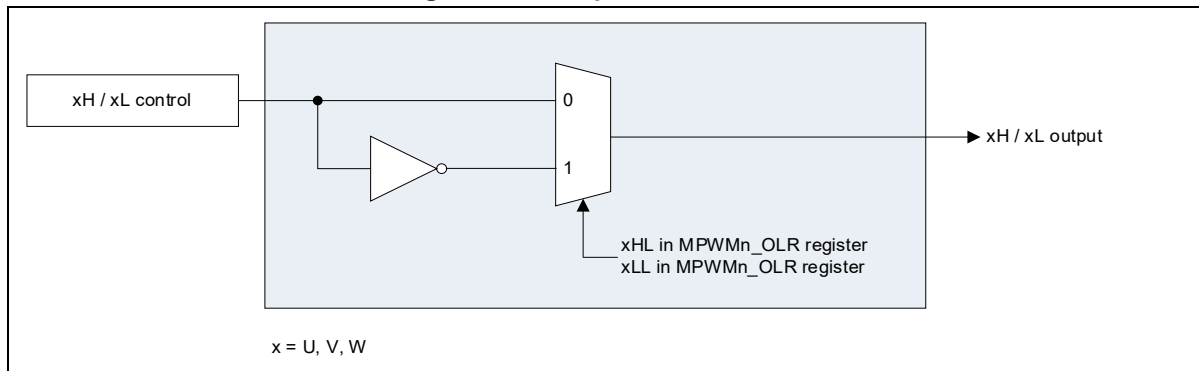 xH / xL control
0
1
xH / xL output
xHL in MPWMn_OLR register
xLL in MPWMn_OLR register
x = U, V, W